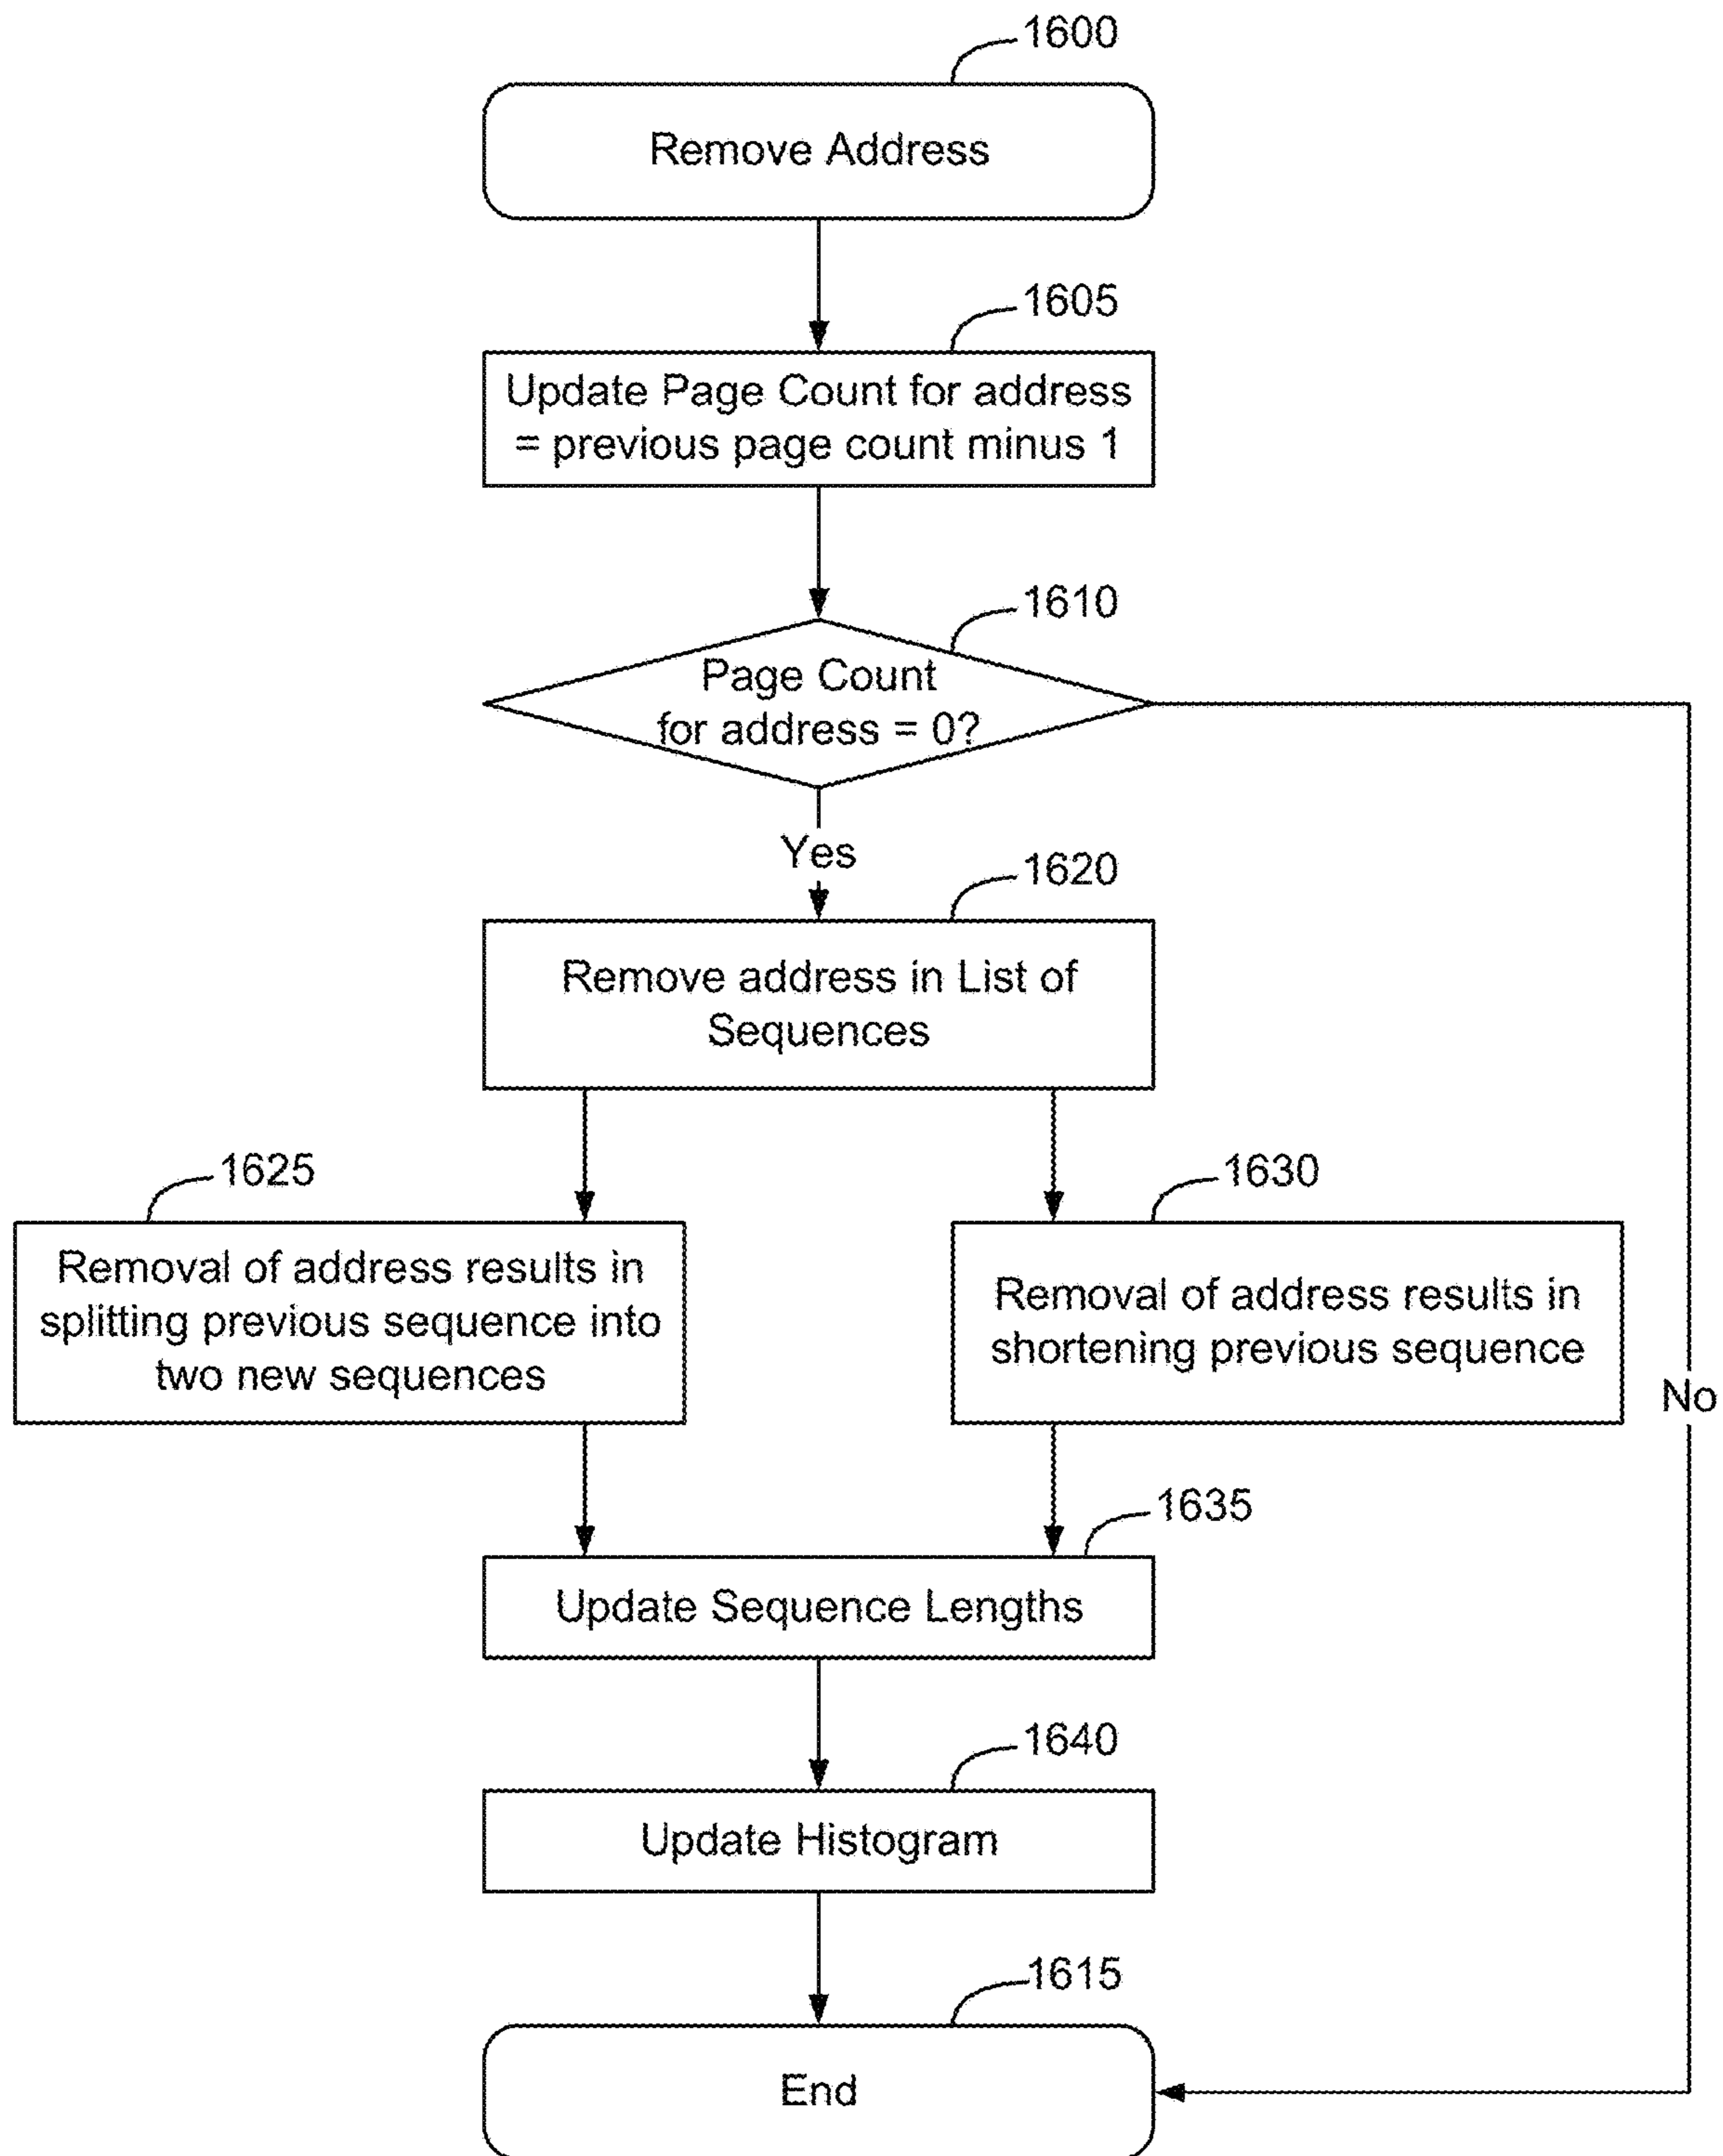 1600
Remove Address
1605
Update Page Count for address
= previous page count minus 1
1610
Page Count
for address = 0?
Yes
1620
Remove address in List of
Sequences
1625
Removal of address results in
splitting previous sequence into
two new sequences
1630
Removal of address results in
shortening previous sequence
No
1635
Update Sequence Lengths
1640
Update Histogram
1615
End